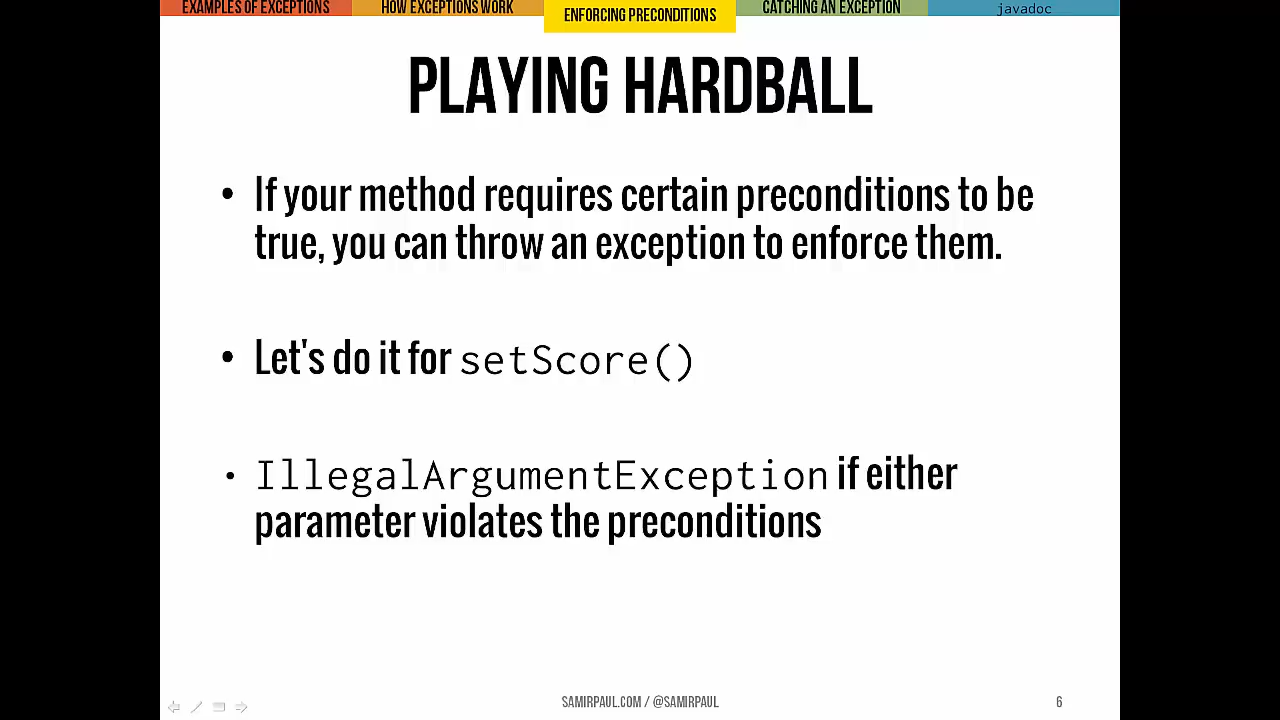 EXAMPLES OF EXCEPTIONS
HOW EXCEPTIONS WORK
ENFORCING PRECONDITIONS
CATCHING AN EXCEPTION
javadoc
PLAYING HARDBALL
• If your method requires certain preconditions to be
true, you can throw an exception to enforce them.
• Let's do it for setScore()
• IllegalArgumentException if either
parameter violates the preconditions
SAMIRPAUL.COM / @SAMIRPAUL
6